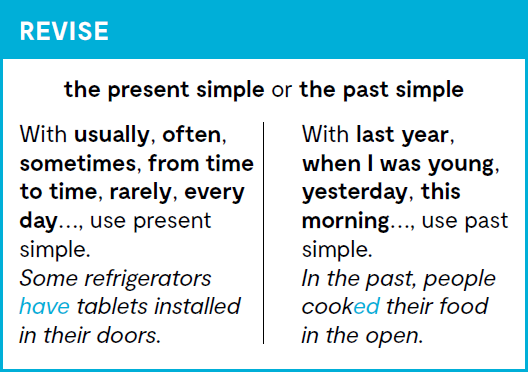 REVISE
the present simple or the past simple
With usually, often,
sometimes, from time
to time, rarely, every
day…, use present
simple.
Some refrigerators
have tablets installed
in their doors.
With last year,
when I was young,
yesterday, this
morning…, use past
simple.
In the past, people
cooked their food
in the open.